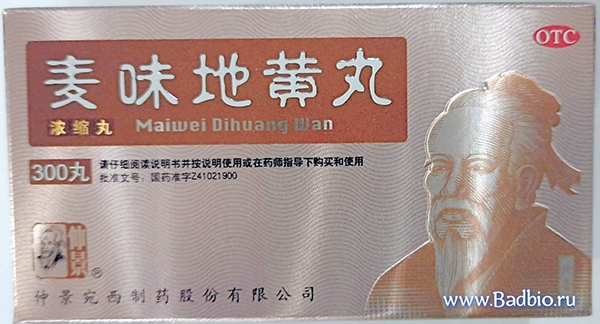 OTC
麦味地黄丸
浓缩丸 Maiwei Dihuang Wan
300丸
请仔细阅读说明书并按说明使用或在药师指导下购买和使用
批准文号：国药准字Z41021900
仲景®
仲景宛西制药股份有限公司
www.Badbio.ru